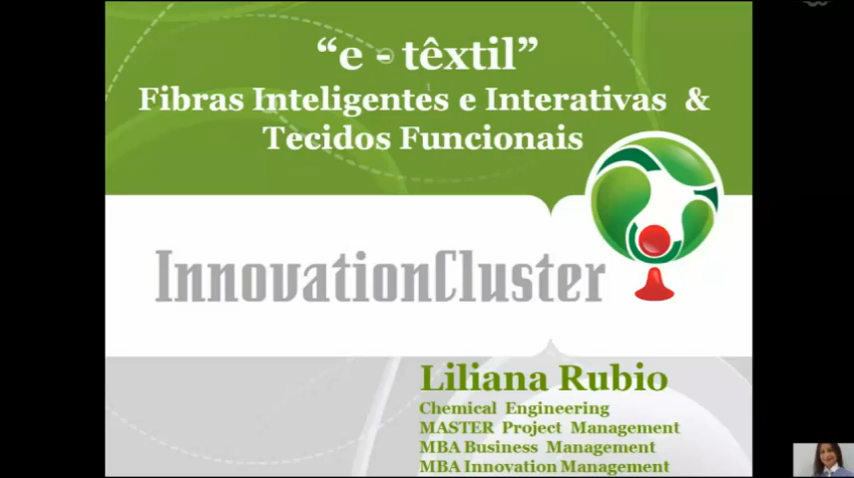 “e - têxtil”
Fibras Inteligentes e Interativas &
Tecidos Funcionais
InnovationCluster
Liliana Rubio
Chemical Engineering
MASTER Project Management
MBA Business Management
MBA Innovation Management